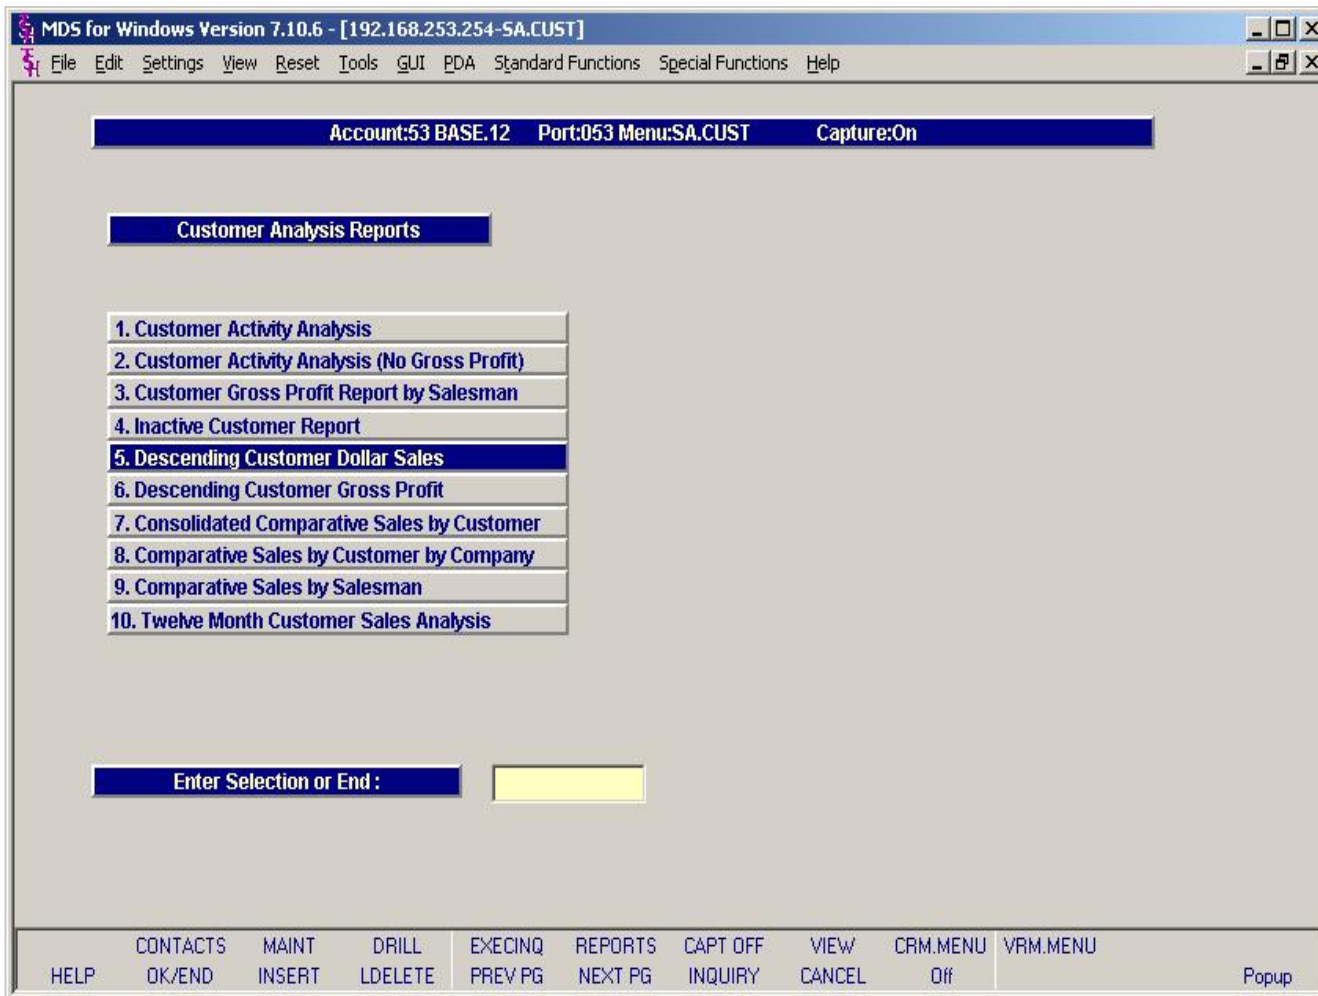 MDS for Windows Version 7.10.6 - [192.168.253.254-SA.CUST]
File Edit Settings View Reset Tools GUI PDA Standard Functions Special Functions Help
Account:53 BASE.12 Port:053 Menu:SA.CUST Capture:On
Customer Analysis Reports
1. Customer Activity Analysis
2. Customer Activity Analysis (No Gross Profit)
3. Customer Gross Profit Report by Salesman
4. Inactive Customer Report
5. Descending Customer Dollar Sales
6. Descending Customer Gross Profit
7. Consolidated Comparative Sales by Customer
8. Comparative Sales by Customer by Company
9. Comparative Sales by Salesman
10. Twelve Month Customer Sales Analysis
Enter Selection or End :
CONTACTS MAINT DRILL EXECINQ REPORTS CAPT OFF VIEW CRM.MENU VRM.MENU
HELP OK/END INSERT LDELETE PREV PG NEXT PG INQUIRY CANCEL Off Popup